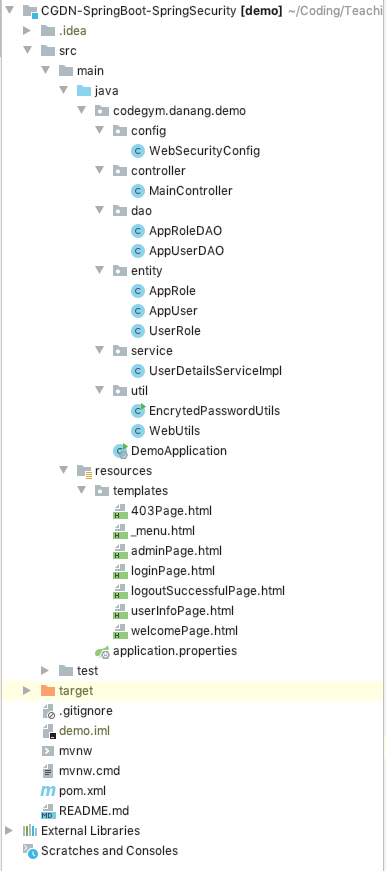 CGDN-SpringBoot-SpringSecurity [demo] ~/Coding/Teachi
.idea
src
main
java
codegym.danang.demo
config
WebSecurityConfig
controller
MainController
dao
AppRoleDAO
AppUserDAO
entity
AppRole
AppUser
UserRole
service
UserDetailsServiceImpl
util
EncrytedPasswordUtils
WebUtils
DemoApplication
resources
templates
403Page.html
_menu.html
adminPage.html
loginPage.html
logoutSuccessfulPage.html
userInfoPage.html
welcomePage.html
application.properties
test
target
.gitignore
demo.iml
mvnw
mvnw.cmd
pom.xml
README.md
External Libraries
Scratches and Consoles